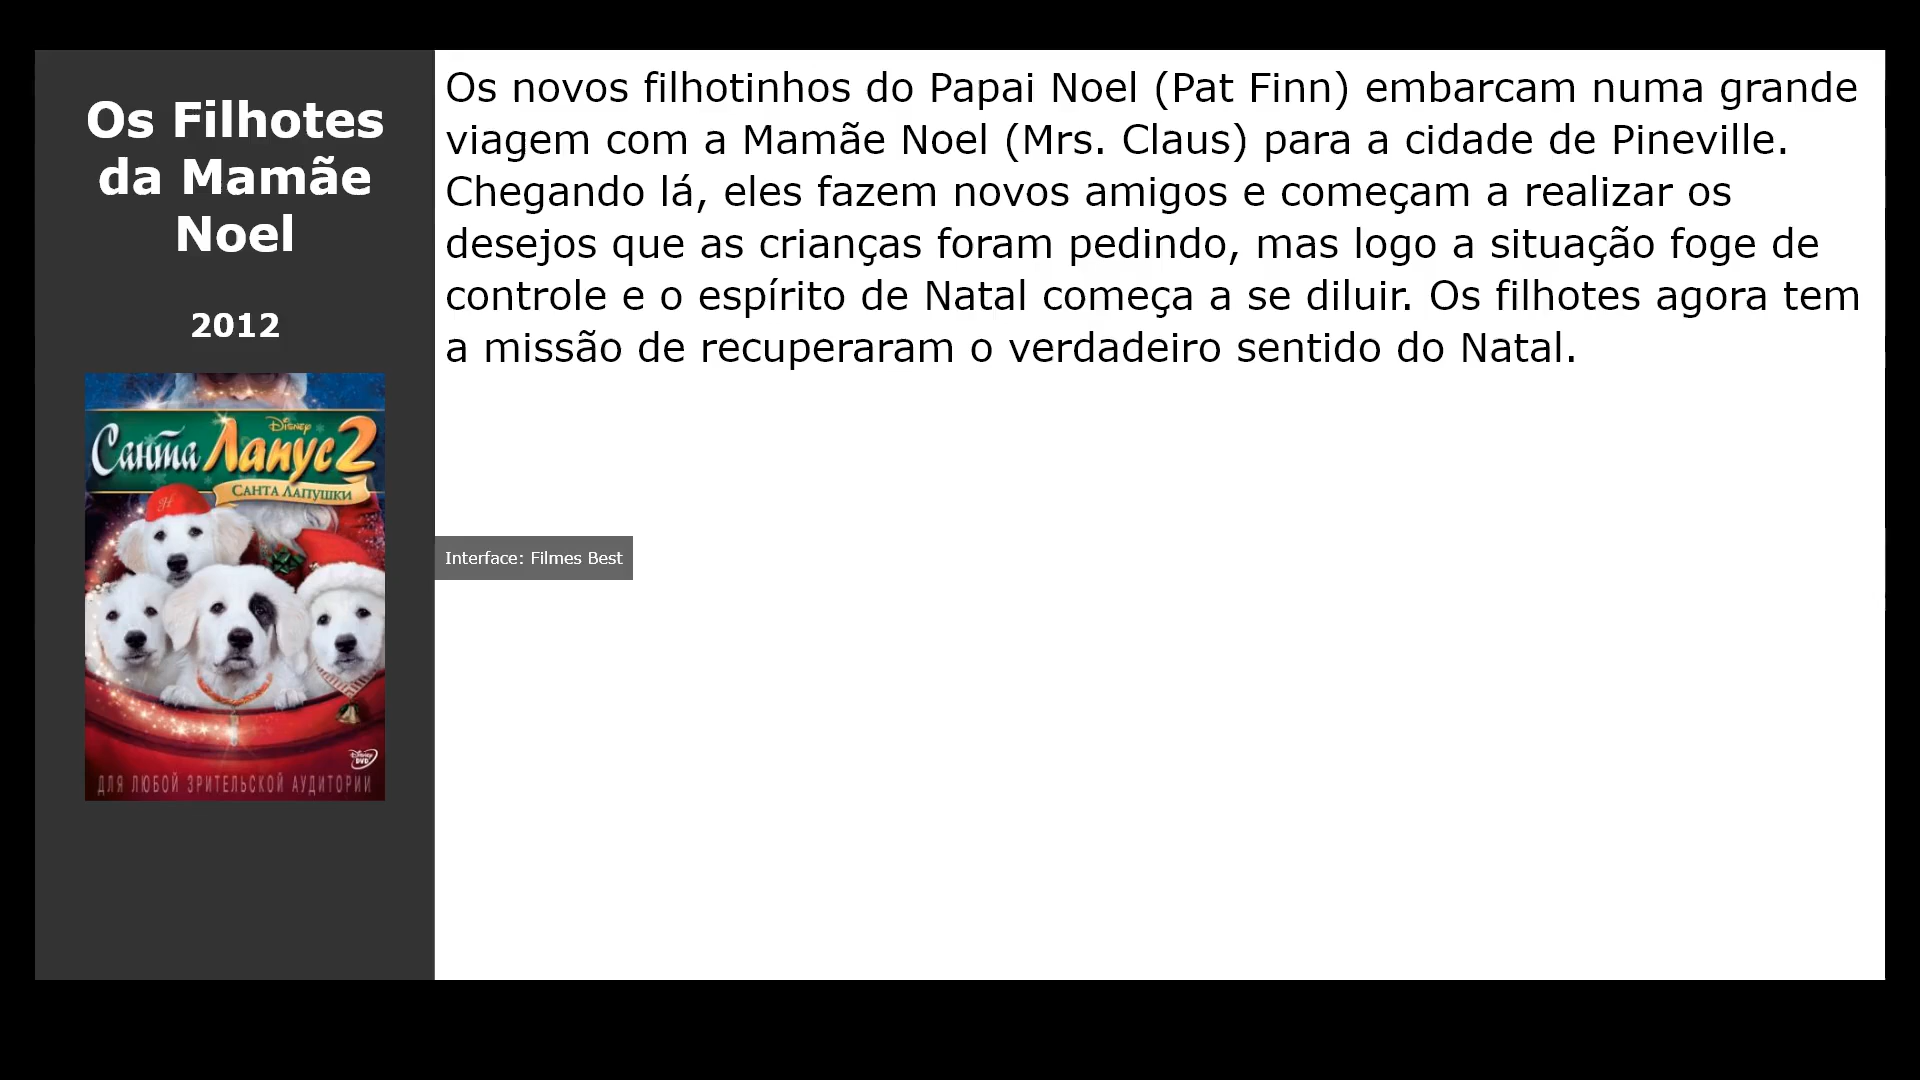 Os Filhotes
da Mamãe
Noel
2012
Disney
Санта Лапус 2
САНТА ЛАПУШКИ
H
Disney
DVD
ДЛЯ ЛЮБОЙ ЗРИТЕЛЬСКОЙ АУДИТОРИИ
Os novos filhotinhos do Papai Noel (Pat Finn) embarcam numa grande
viagem com a Mamãe Noel (Mrs. Claus) para a cidade de Pineville.
Chegando lá, eles fazem novos amigos e começam a realizar os
desejos que as crianças foram pedindo, mas logo a situação foge de
controle e o espírito de Natal começa a se diluir. Os filhotes agora tem
a missão de recuperaram o verdadeiro sentido do Natal.
Interface: Filmes Best